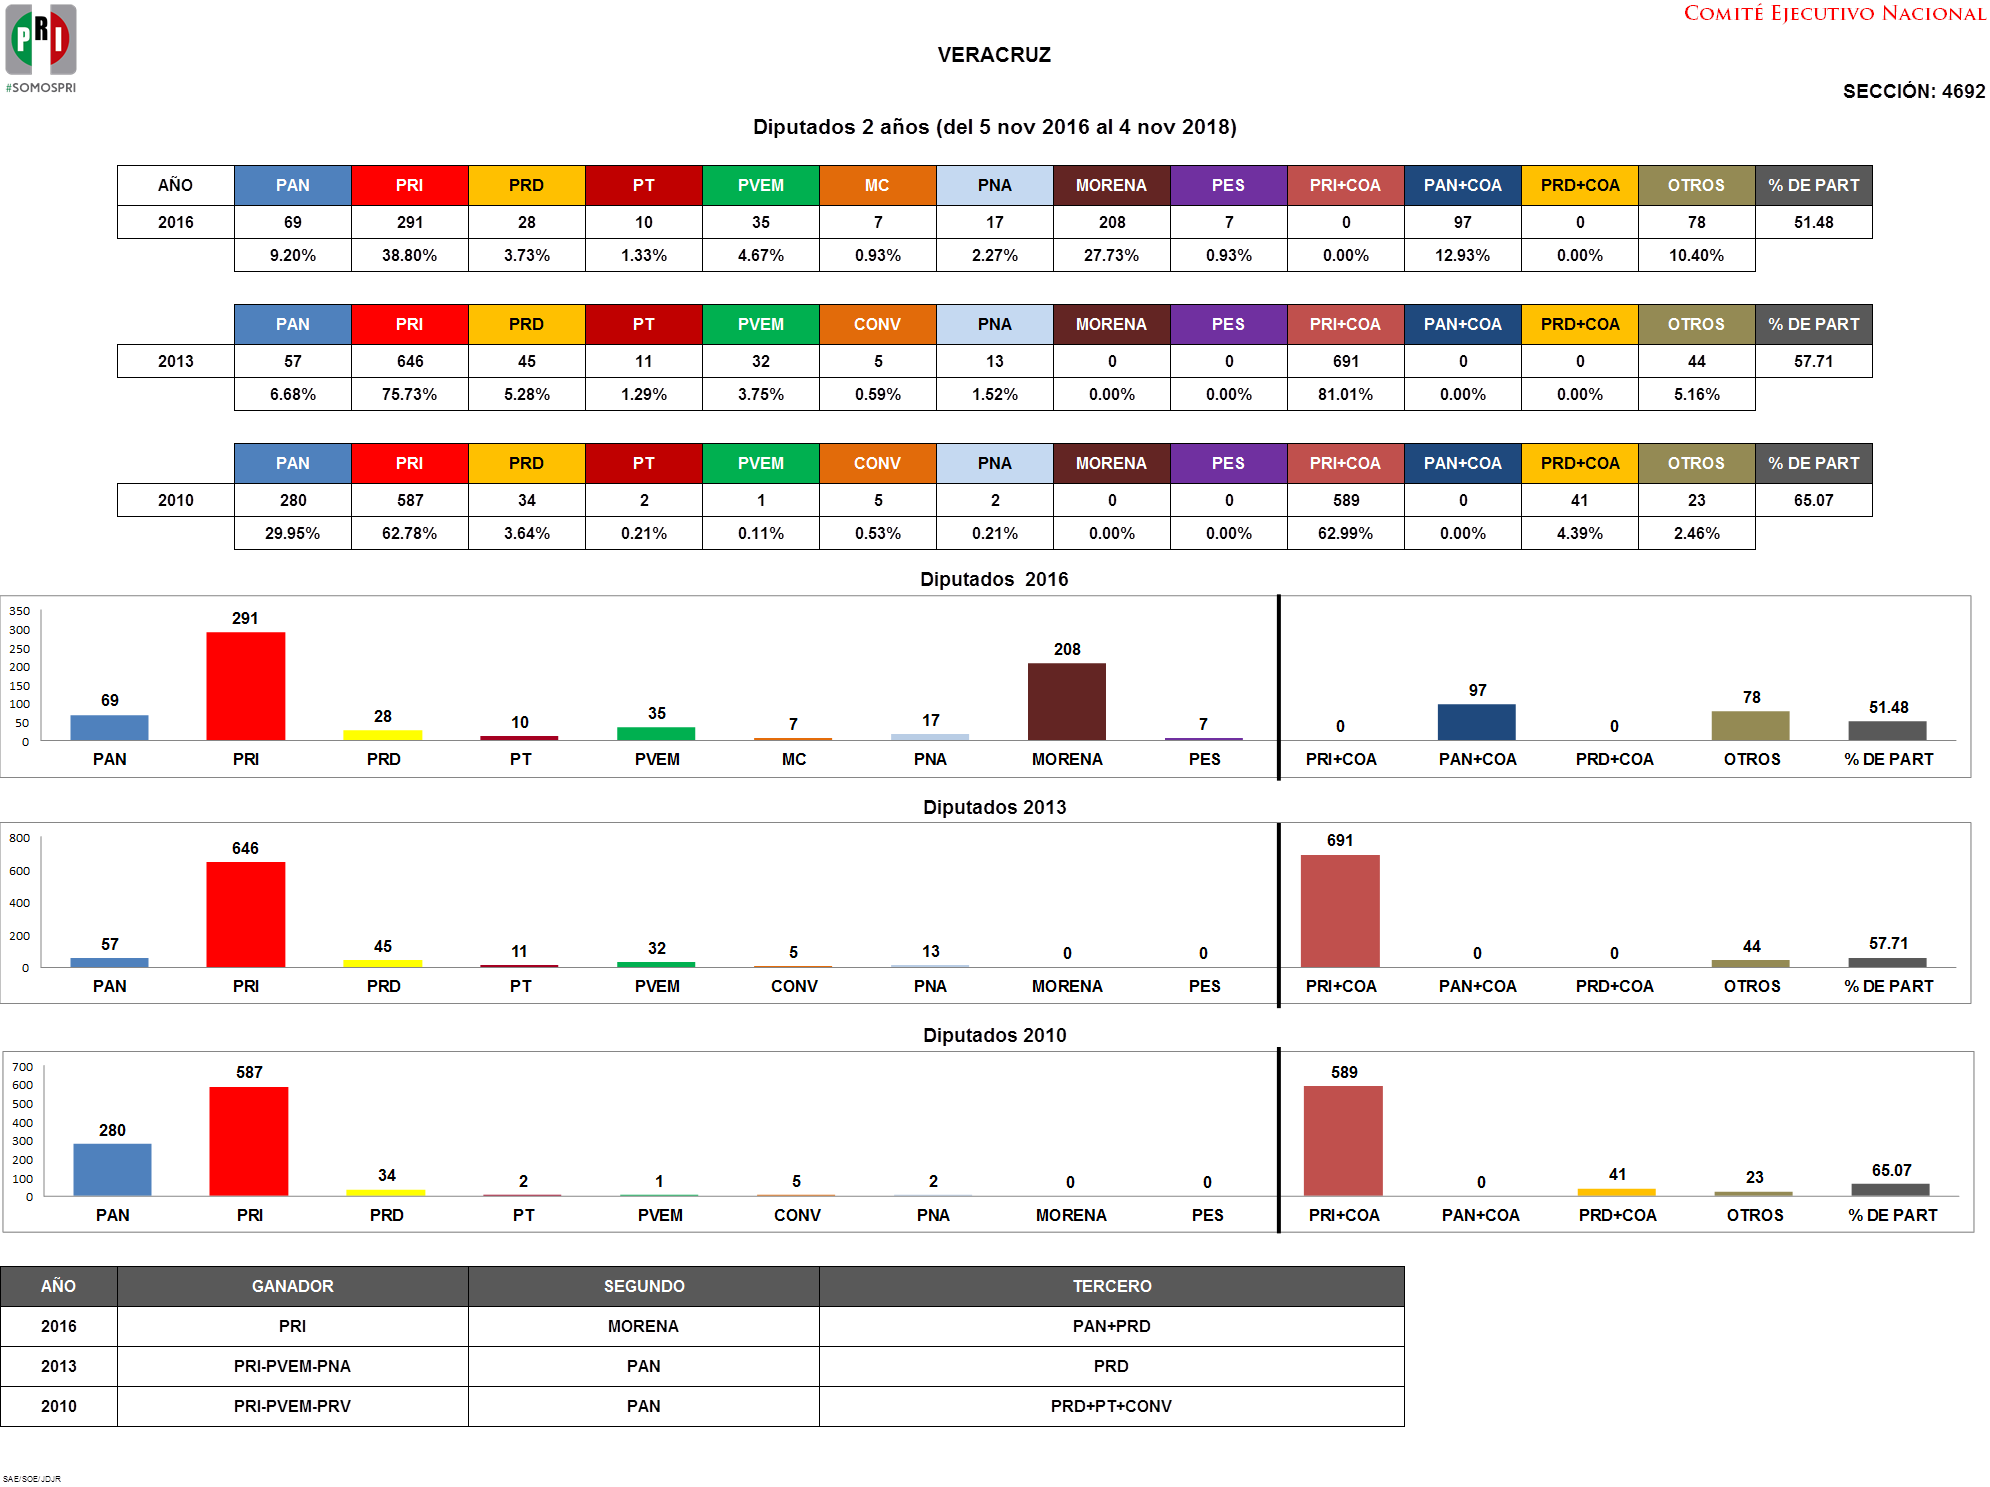 PRI
#SOMOSPRI
COMITÉ EJECUTIVO NACIONAL
VERACRUZ
SECCIÓN: 4692
Diputados 2 años (del 5 nov 2016 al 4 nov 2018)
AÑO PAN PRI PRD PT PVEM MC PNA MORENA PES PRI+COA PAN+COA PRD+COA OTROS % DE PART
2016 69 291 28 10 35 7 17 208 7 0 97 0 78 51.48
9.20% 38.80% 3.73% 1.33% 4.67% 0.93% 2.27% 27.73% 0.93% 0.00% 12.93% 0.00% 10.40%
PAN PRI PRD PT PVEM CONV PNA MORENA PES PRI+COA PAN+COA PRD+COA OTROS % DE PART
2013 57 646 45 11 32 5 13 0 0 691 0 0 44 57.71
6.68% 75.73% 5.28% 1.29% 3.75% 0.59% 1.52% 0.00% 0.00% 81.01% 0.00% 0.00% 5.16%
PAN PRI PRD PT PVEM CONV PNA MORENA PES PRI+COA PAN+COA PRD+COA OTROS % DE PART
2010 280 587 34 2 1 5 2 0 0 589 0 41 23 65.07
29.95% 62.78% 3.64% 0.21% 0.11% 0.53% 0.21% 0.00% 0.00% 62.99% 0.00% 4.39% 2.46%
Diputados 2016
350
300
250
200
150
100
50
0
69 291 28 10 35 7 17 208 7 0 97 0 78 51.48
PAN PRI PRD PT PVEM MC PNA MORENA PES PRI+COA PAN+COA PRD+COA OTROS % DE PART
Diputados 2013
800
600
400
200
0
57 646 45 11 32 5 13 0 0 691 0 0 44 57.71
PAN PRI PRD PT PVEM CONV PNA MORENA PES PRI+COA PAN+COA PRD+COA OTROS % DE PART
Diputados 2010
700
600
500
400
300
200
100
0
280 587 34 2 1 5 2 0 0 589 0 41 23 65.07
PAN PRI PRD PT PVEM CONV PNA MORENA PES PRI+COA PAN+COA PRD+COA OTROS % DE PART
AÑO GANADOR SEGUNDO TERCERO
2016 PRI MORENA PAN+PRD
2013 PRI-PVEM-PNA PAN PRD
2010 PRI-PVEM-PRV PAN PRD+PT+CONV
SAE/SOE/JDJR